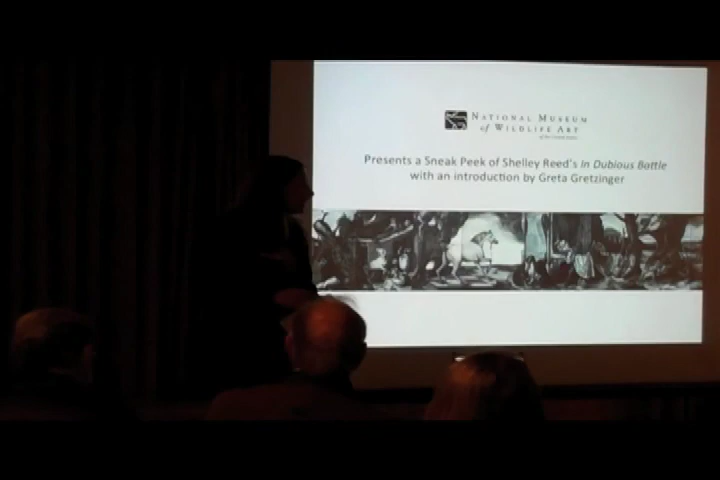 NATIONAL MUSEUM
of WILDLIFE ART
Presents a Sneak Peek of Shelley Reed's In Dubious Battle
with an introduction by Greta Gretzinger